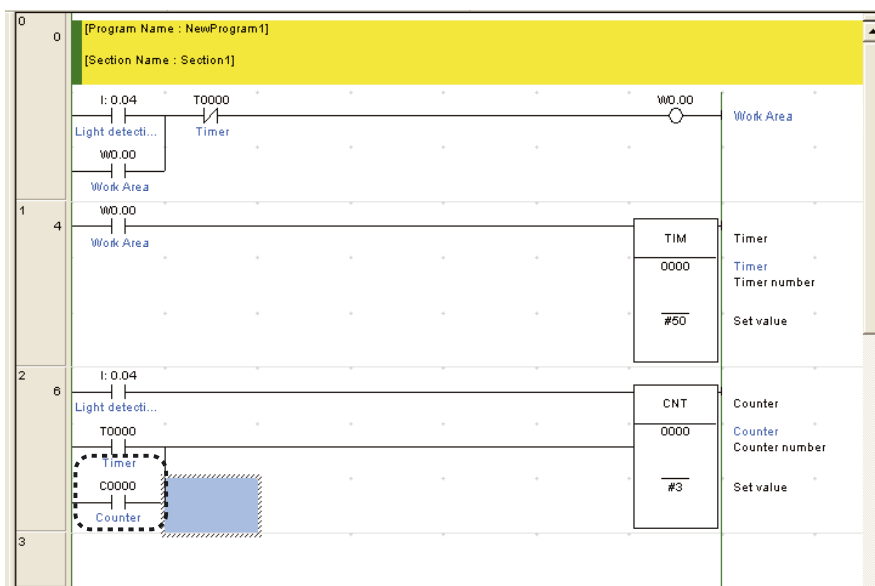 0
0
[Program Name : NewProgram1]
[Section Name : Section1]
I: 0.04 T0000 W0.00
Light detecti... Timer Work Area
W0.00
Work Area
1
4
W0.00
Work Area
TIM Timer
0000 Timer
Timer number
#50 Set value
2
6
I: 0.04
Light detecti...
CNT Counter
T0000 0000 Counter
Timer Counter number
C0000 #3 Set value
Counter
3